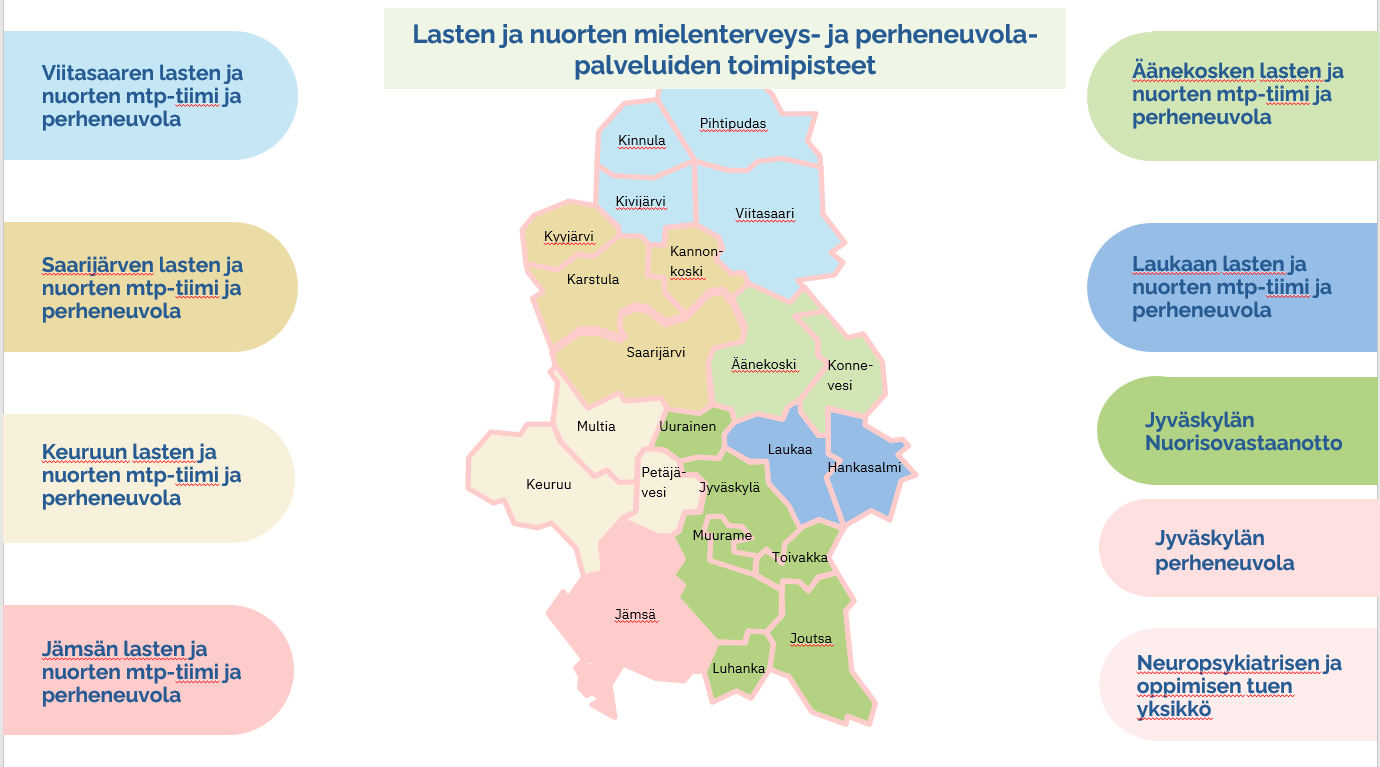 Lasten ja nuorten mielenterveys- ja perheneuvola-
palveluiden toimipisteet
Viitasaaren lasten ja
nuorten mtp-tiimi ja
perheneuvola
Saarijärven lasten ja
nuorten mtp-tiimi ja
perheneuvola
Keuruun lasten ja
nuorten mtp-tiimi ja
perheneuvola
Jämsän lasten ja
nuorten mtp-tiimi ja
perheneuvola
Pihtipudas
Kinnula
Kivijärvi
Viitasaari
Kyyjärvi
Kannon-
koski
Karstula
Saarijärvi
Äänekoski
Konne-
vesi
Multia
Uurainen
Laukaa
Hankasalmi
Keuruu
Petäjä-
vesi
Jyväskylä
Muurame
Toivakka
Jämsä
Joutsa
Luhanka
Äänekosken lasten ja
nuorten mtp-tiimi ja
perheneuvola
Laukaan lasten ja
nuorten mtp-tiimi ja
perheneuvola
Jyväskylän
Nuorisovastaanotto
Jyväskylän
perheneuvola
Neuropsykiatrisen ja
oppimisen tuen
yksikkö